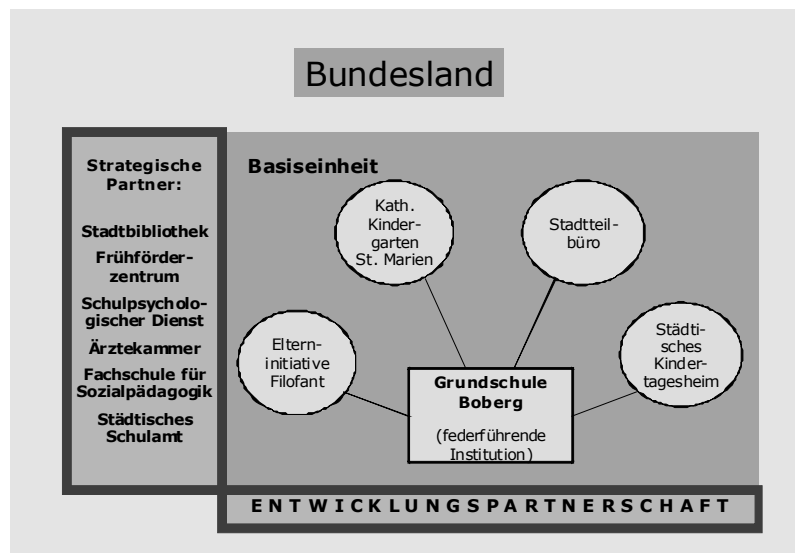 Bundesland
Strategische
Partner:
Stadtbibliothek
Frühförder-
zentrum
Schulpsycholo-
gischer Dienst
Ärztekammer
Fachschule für
Sozialpädagogik
Städtisches
Schulamt
Basiseinheit
Kath.
Kinder-
garten
St. Marien
Stadtteil-
büro
Eltern-
initiative
Filofant
Städti-
sches
Kinder-
tagesheim
Grundschule
Boberg
(federführende
Institution)
ENTWICKLUNGSPARTNERSCHAFT